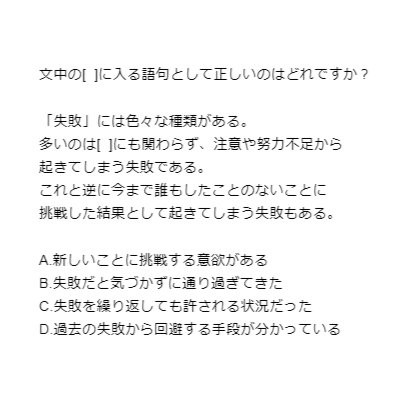 文中の[  ]に入る語句として正しいのはどれですか？
「失敗」には色々な種類がある。
多いのは[  ]にも関わらず、注意や努力不足から
起きてしまう失敗である。
これと逆に今まで誰もしたことのないことに
挑戦した結果として起きてしまう失敗もある。
A.新しいことに挑戦する意欲がある
B.失敗だと気づかずに通り過ぎてきた
C.失敗を繰り返しても許される状況だった
D.過去の失敗から回避する手段が分かっている